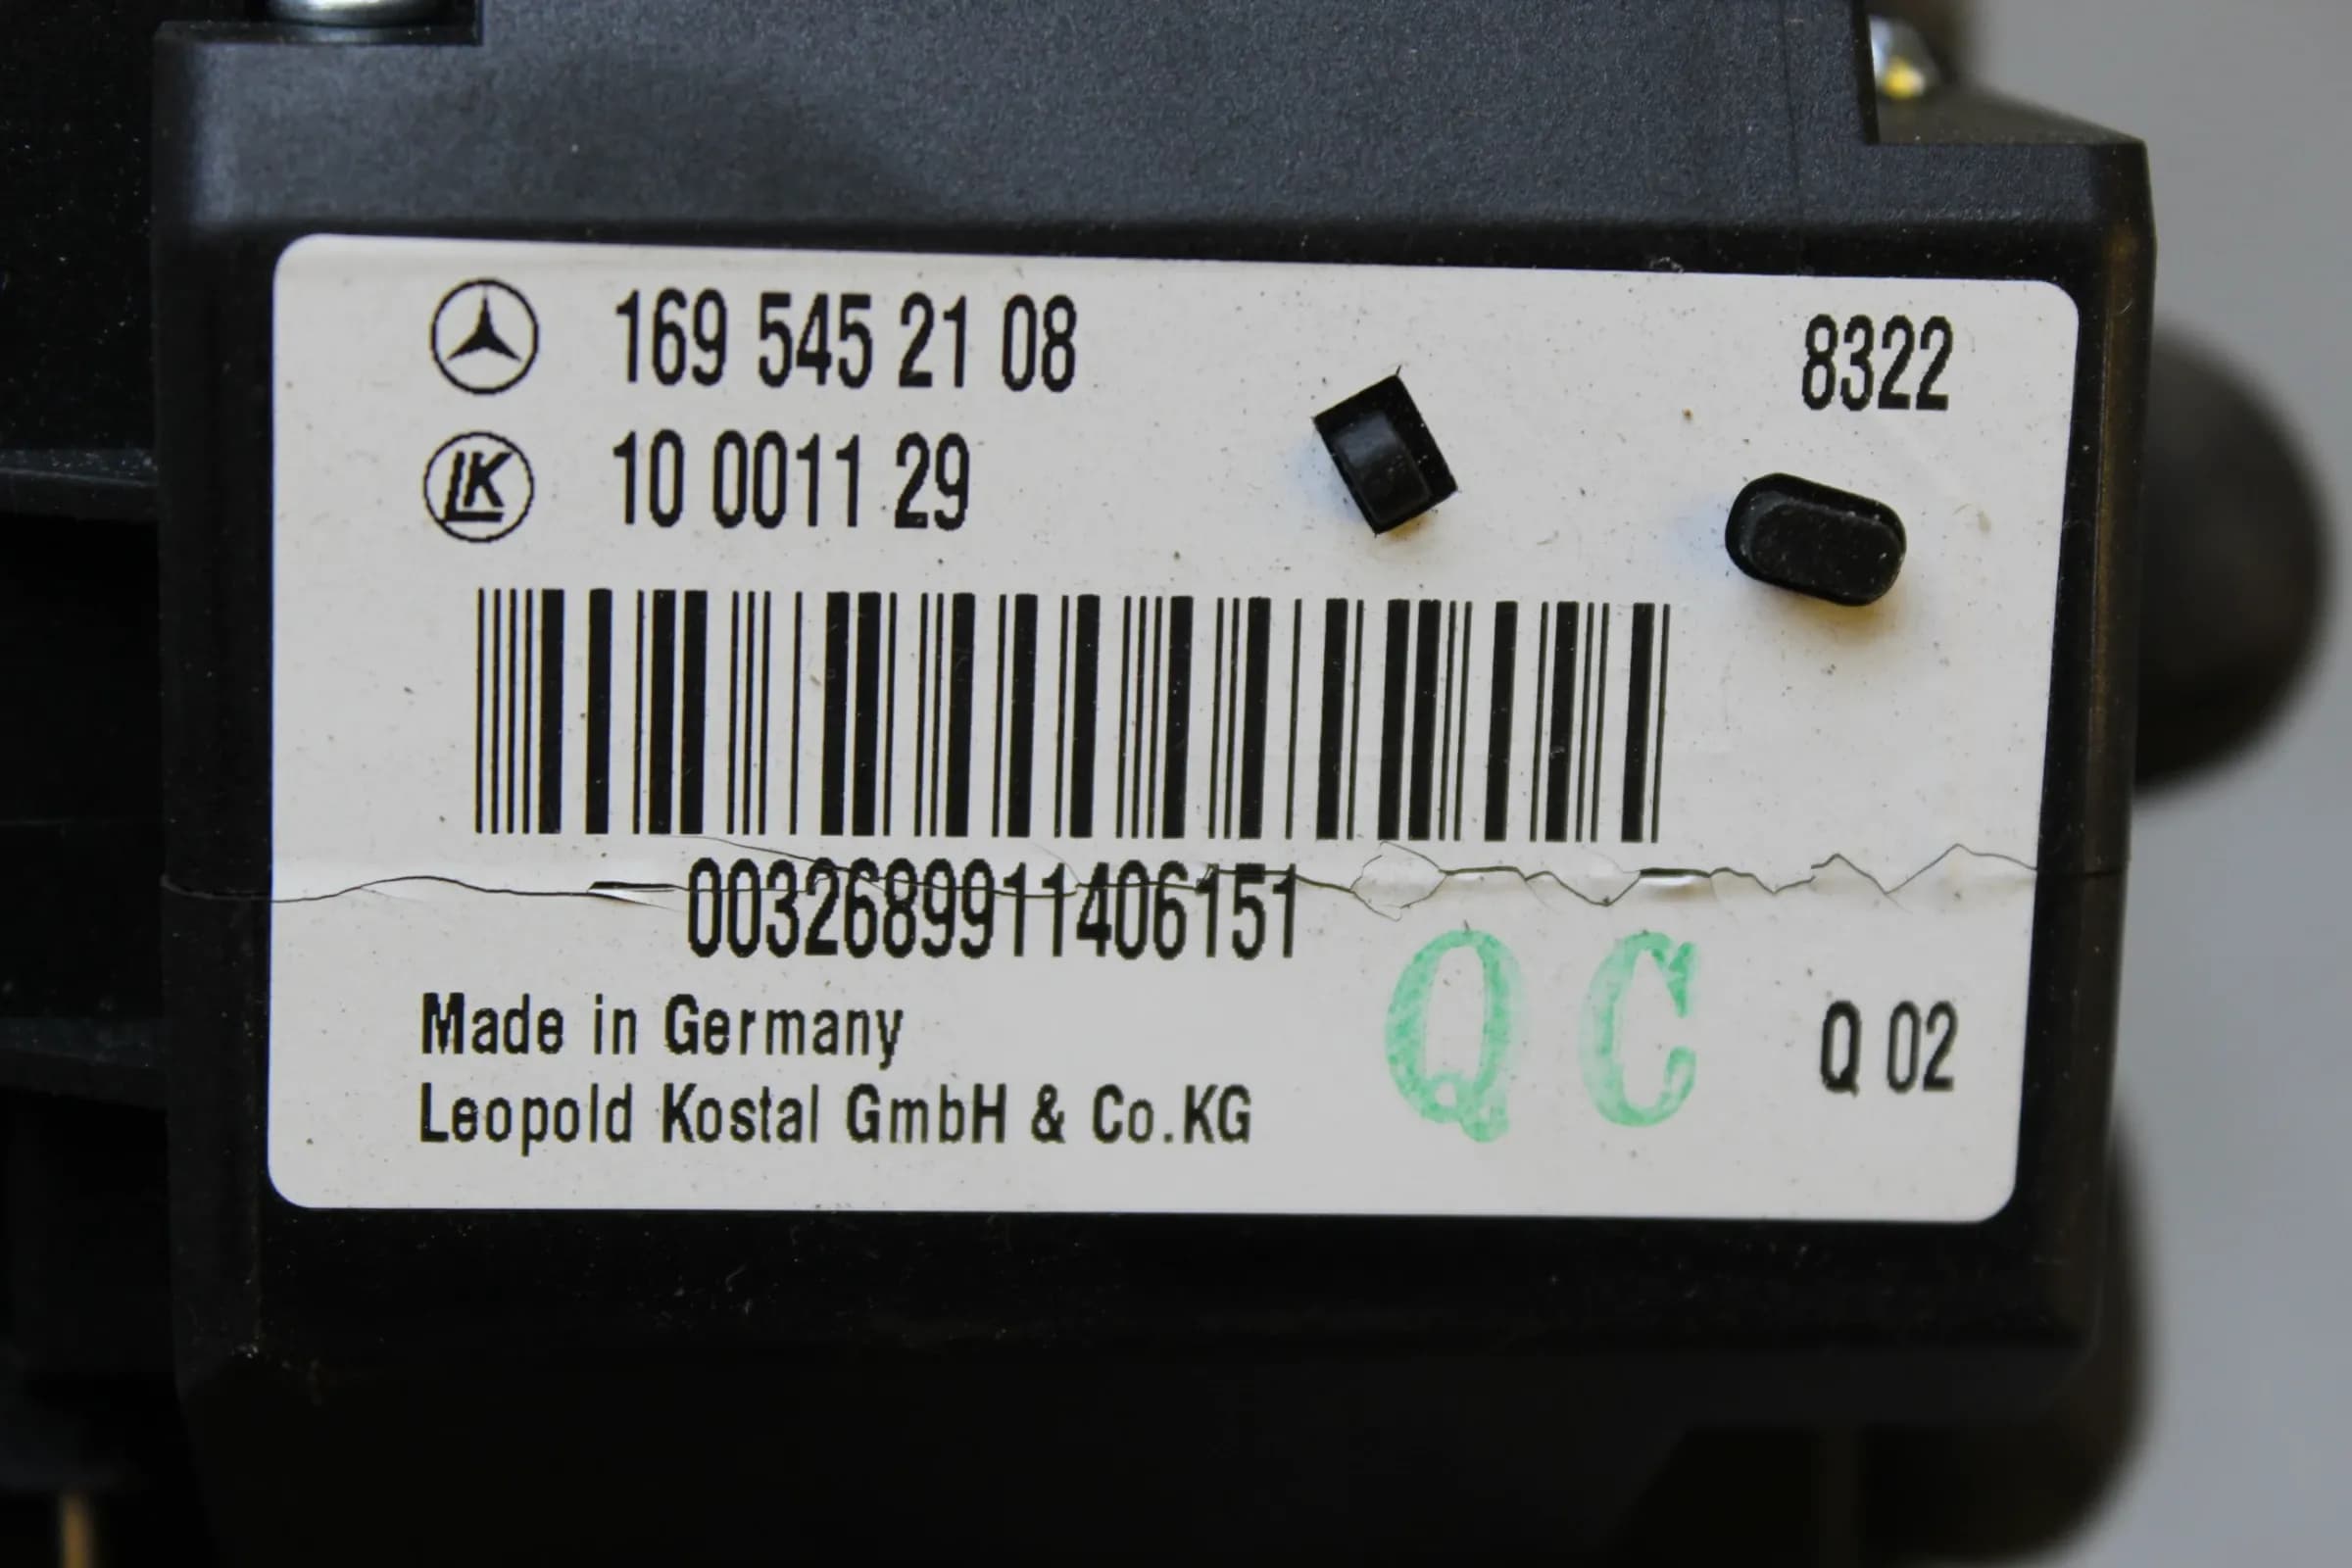 169 545 21 08 8322
LK 10 0011 29
0032689911406151
Made in Germany
QC Q 02
Leopold Kostal GmbH & Co.KG